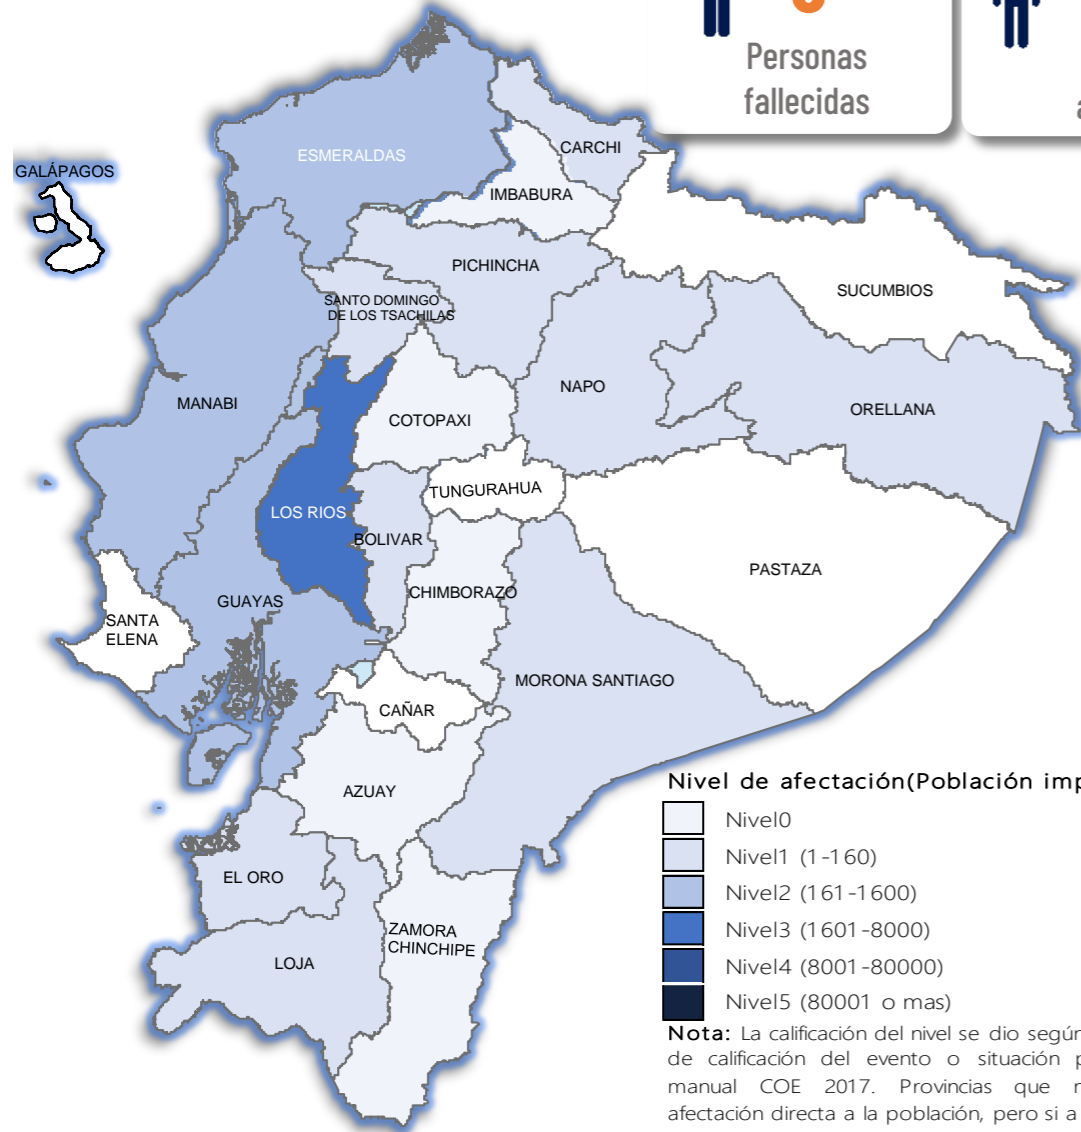 Personas
fallecidas
a
ESMERALDAS
CARCHI
GALÁPAGOS
IMBABURA
PICHINCHA
SUCUMBIOS
SANTO DOMINGO
DE LOS TSACHILAS
NAPO
MANABI
ORELLANA
COTOPAXI
TUNGURAHUA
LOS RIOS
BOLIVAR
PASTAZA
CHIMBORAZO
GUAYAS
SANTA
ELENA
MORONA SANTIAGO
CAÑAR
AZUAY
EL ORO
ZAMORA
CHINCHIPE
LOJA
Nivel de afectación(Población imp
Nivel0
Nivel1 (1-160)
Nivel2 (161-1600)
Nivel3 (1601-8000)
Nivel4 (8001-80000)
Nivel5 (80001 o mas)
Nota: La calificación del nivel se dio según
de calificación del evento o situación p
manual COE 2017. Provincias que n
afectación directa a la población, pero si a